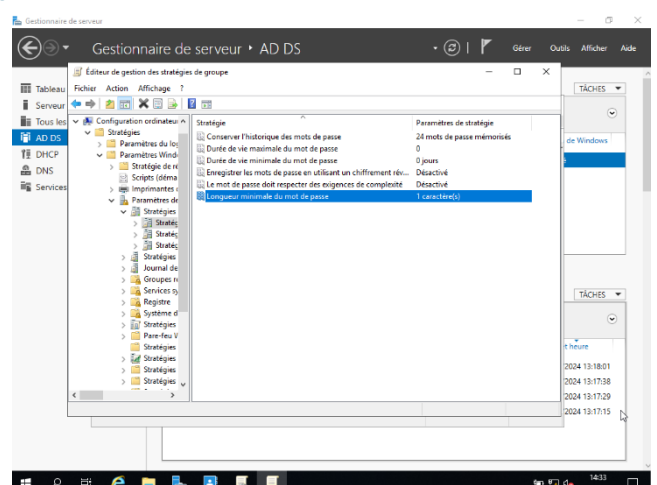 Gestionnaire de serveur
Gestionnaire de serveur • AD DS
Gérer Outils Afficher Aide
Éditeur de gestion des stratégies de groupe
Fichier Action Affichage ?
Tableau
Serveur
Tous les
AD DS
DHCP
DNS
Services
Configuration ordinateur
Stratégies
Paramètres du log
Paramètres Wind
Stratégie de ré
Scripts (déma
Imprimantes
Paramètres de
Stratégies
Stratég
Stratég
Stratég
Stratégies
Journal de
Groupes re
Services sy
Registre
Système d
Stratégies
Pare-feu W
Stratégies
Stratégies
Stratégies
Stratégies
Stratégies
Stratégie Paramètres de stratégie
Conserver l'historique des mots de passe 24 mots de passe mémorisés
Durée de vie maximale du mot de passe 0
Durée de vie minimale du mot de passe 0 jours
Enregistrer les mots de passe en utilisant un chiffrement rév... Désactivé
Le mot de passe doit respecter des exigences de complexité Désactivé
Longueur minimale du mot de passe 1 caractère(s)
TÂCHES
de Windows
TÂCHES
t heure
2024 13:18:01
2024 13:17:38
2024 13:17:29
2024 13:17:15
14:33